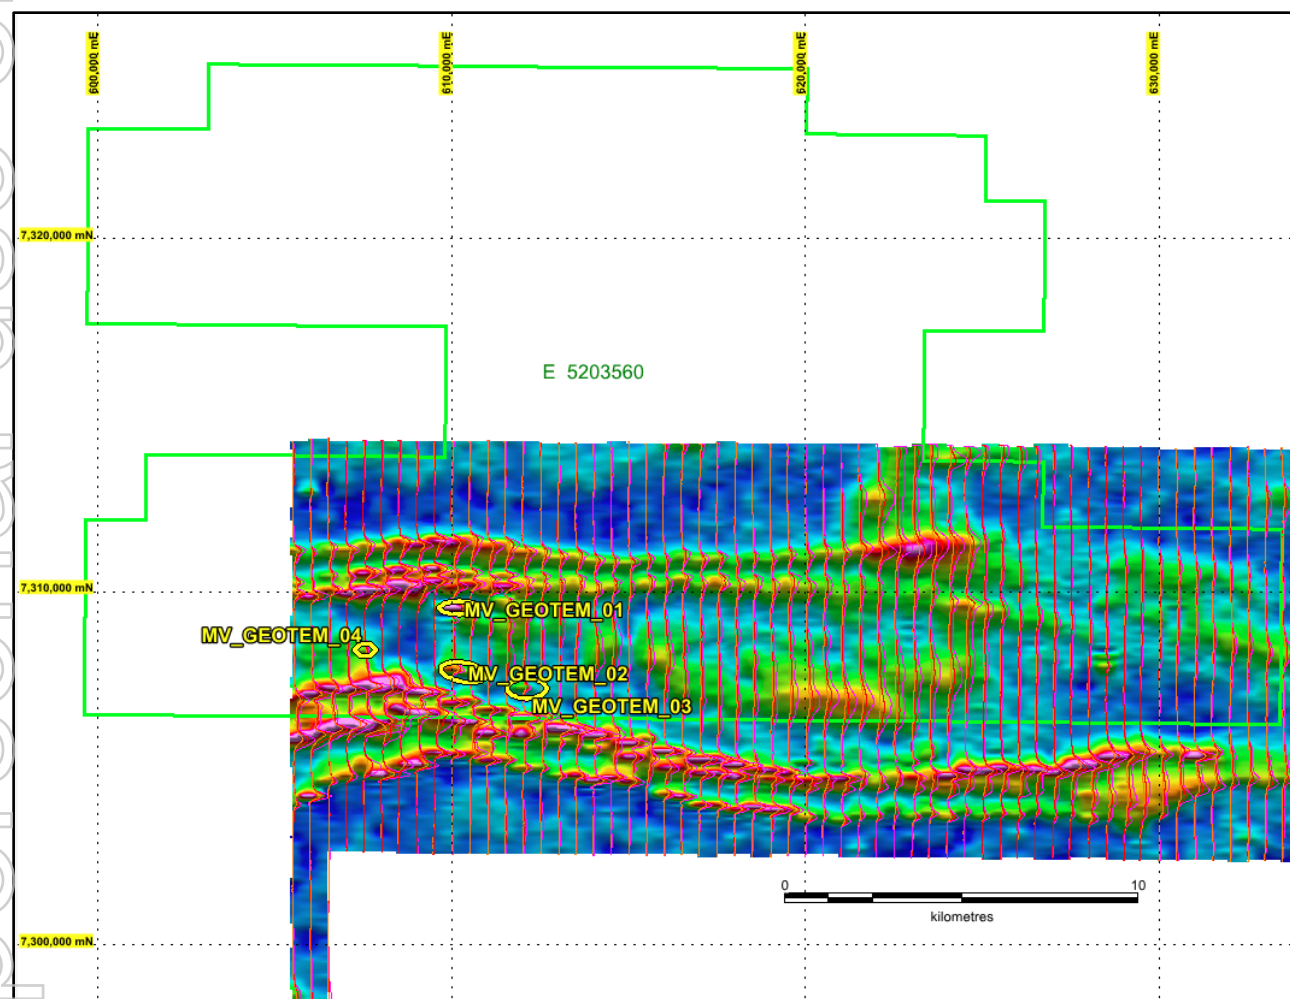 600,000 mE
610,000 mE
620,000 mE
630,000 mE
7,320,000 mN
E 5203560
7,310,000 mN
MV_GEOTEM_01
MV_GEOTEM_04
MV_GEOTEM_02
MV_GEOTEM_03
0 10
kilometres
7,300,000 mN